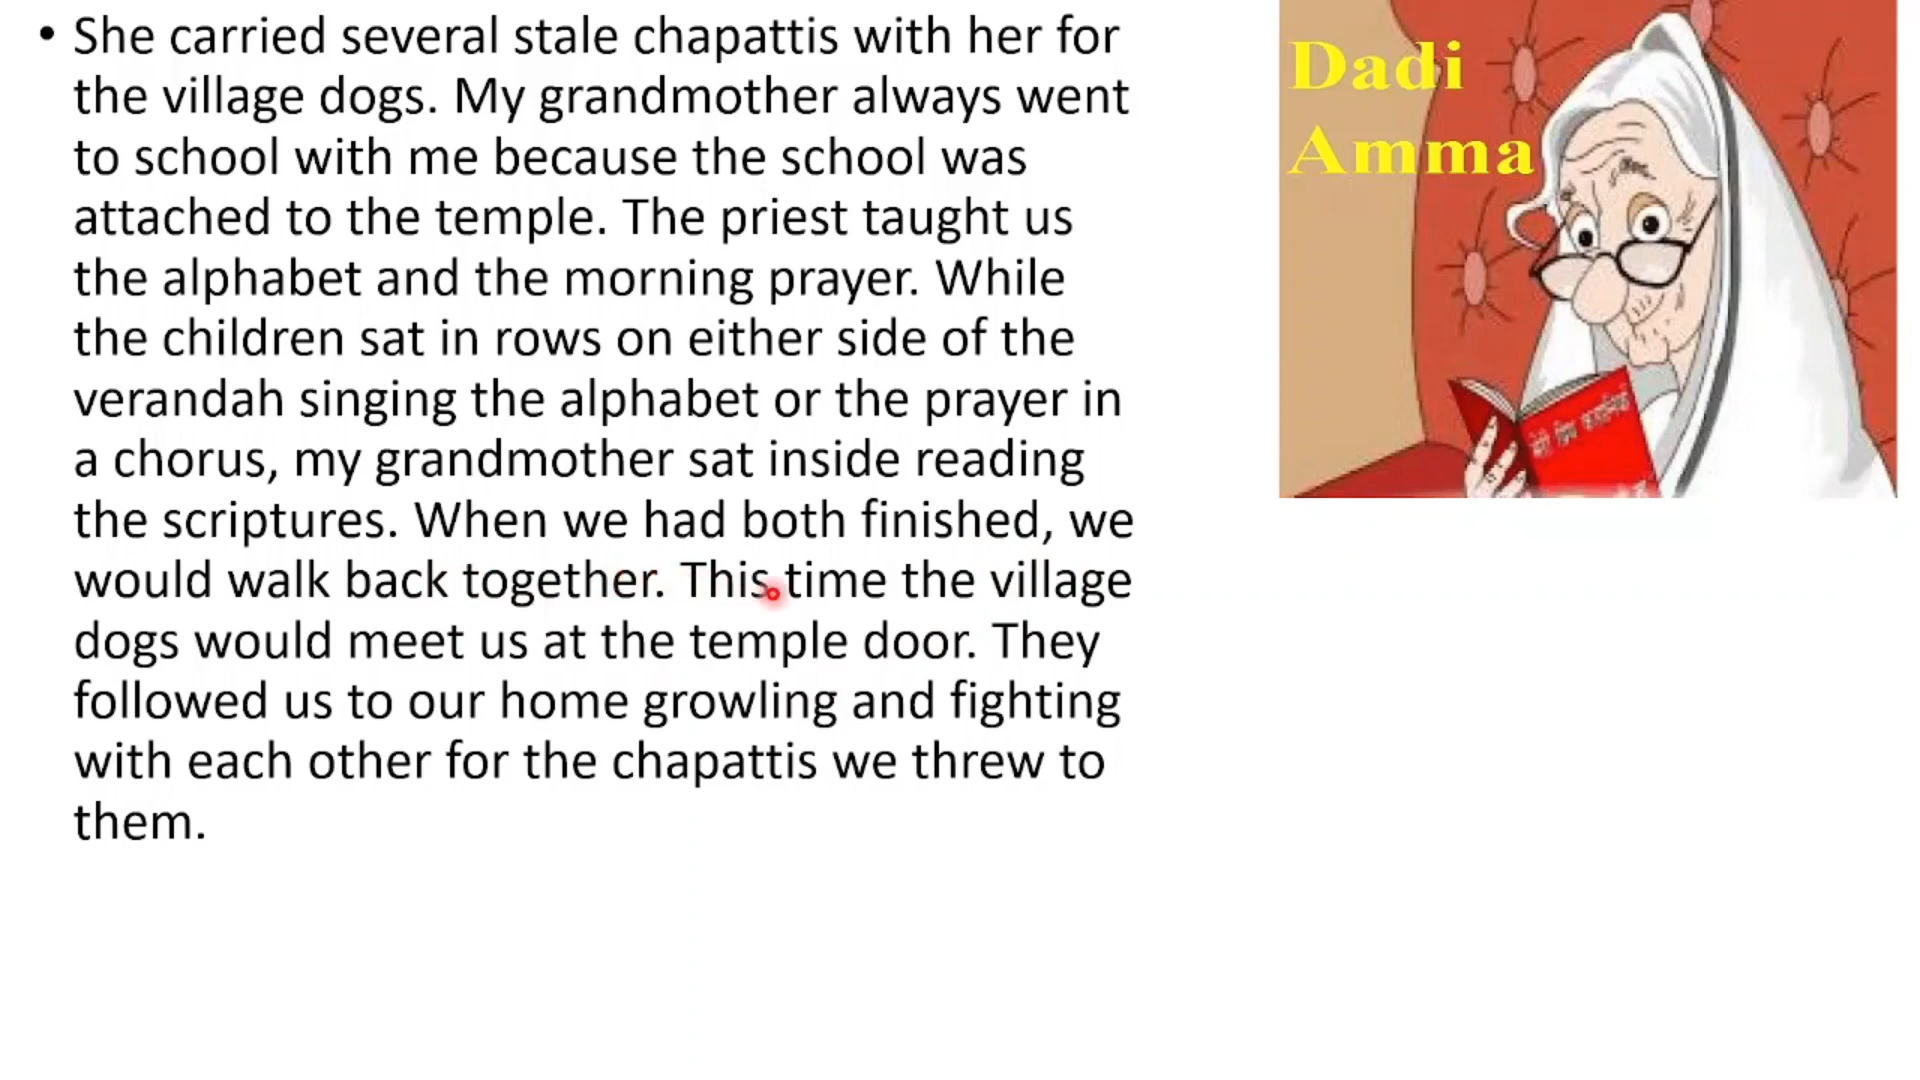 • She carried several stale chapattis with her for
the village dogs. My grandmother always went
to school with me because the school was
attached to the temple. The priest taught us
the alphabet and the morning prayer. While
the children sat in rows on either side of the
verandah singing the alphabet or the prayer in
a chorus, my grandmother sat inside reading
the scriptures. When we had both finished, we
would walk back together. This time the village
dogs would meet us at the temple door. They
followed us to our home growling and fighting
with each other for the chapattis we threw to
them.
Dadi
Amma